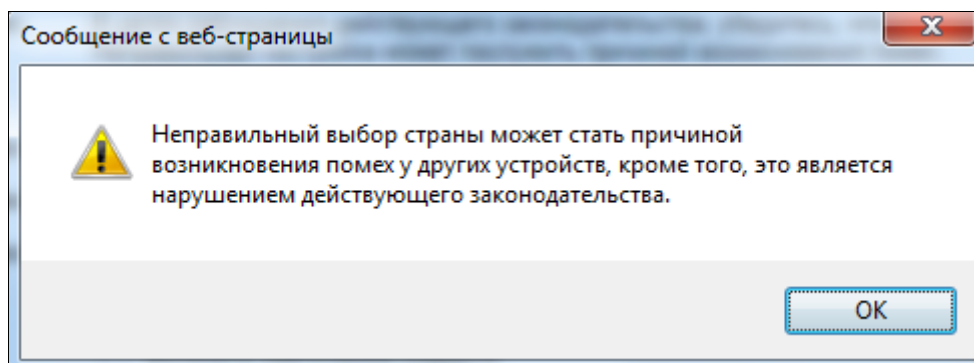 Сообщение с веб-страницы
Неправильный выбор страны может стать причиной
возникновения помех у других устройств, кроме того, это является
нарушением действующего законодательства.
OK